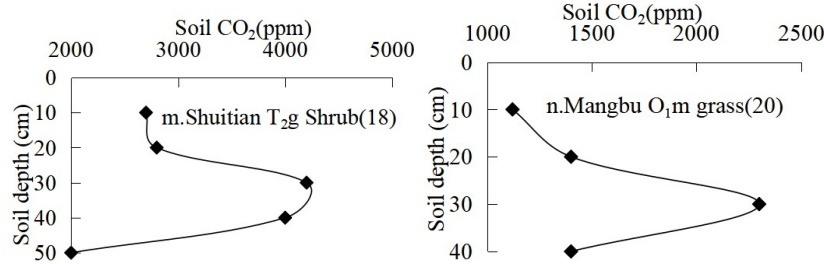 Soil CO₂(ppm)
2000 3000 4000 5000
0
10
20
30
40
50
Soil depth (cm)
m.Shuitian T₂g Shrub(18)
Soil CO₂(ppm)
1000 1500 2000 2500
0
10
20
30
40
Soil depth (cm)
n.Mangbu O₁m grass(20)